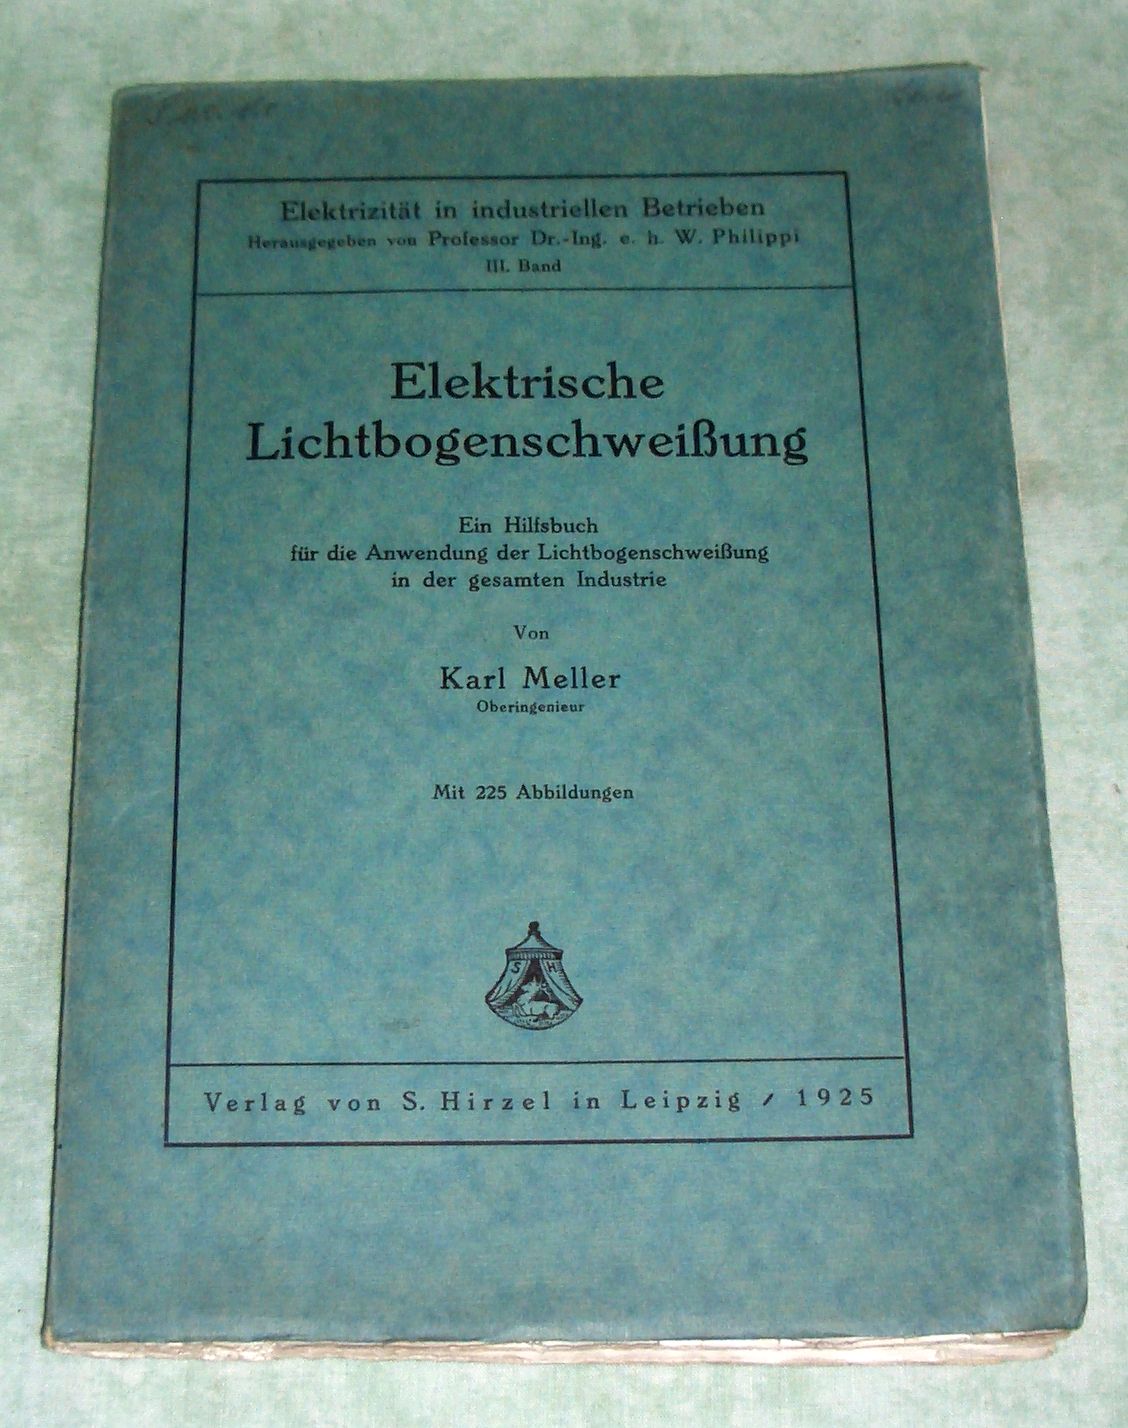 Elektrizität in industriellen Betrieben
Herausgegeben von Professor Dr.-Ing. e. h. W. Philippi
III. Band
Elektrische
Lichtbogenschweißung
Ein Hilfsbuch
für die Anwendung der Lichtbogenschweißung
in der gesamten Industrie
Von
Karl Meller
Oberingenieur
Mit 225 Abbildungen
S H
Verlag von S. Hirzel in Leipzig / 1925